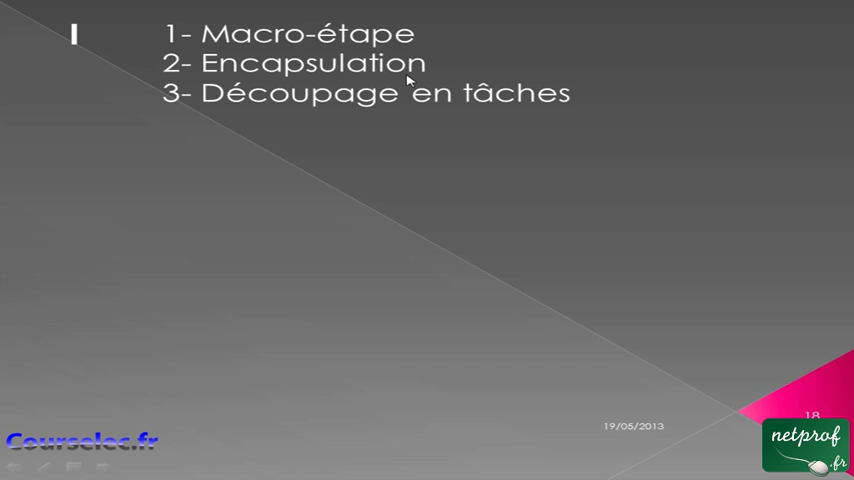 I
1- Macro-étape
2- Encapsulation
3- Découpage en tâches
19/05/2013
18
Courselec.fr
netprof
.fr